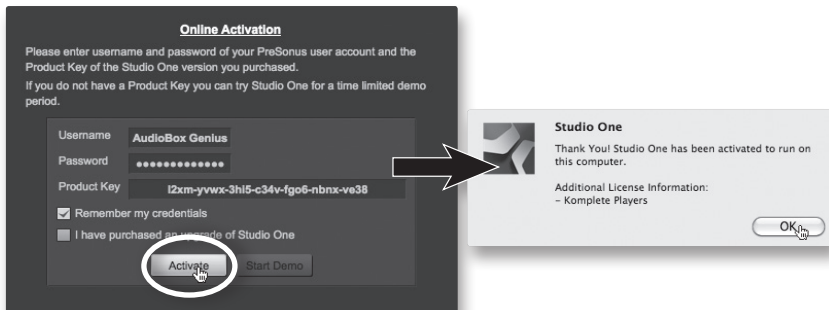 Online Activation
Please enter username and password of your PreSonus user account and the
Product Key of the Studio One version you purchased.
If you do not have a Product Key you can try Studio One for a time limited demo
period.
Username AudioBox Genius
Password •••••••••••••
Product Key l2xm-yvwx-3hi5-c34v-fgo6-nbnx-ve38
Remember my credentials
I have purchased an upgrade of Studio One
Activate Start Demo
Studio One
Thank You! Studio One has been activated to run on
this computer.
Additional License Information:
– Komplete Players
OK